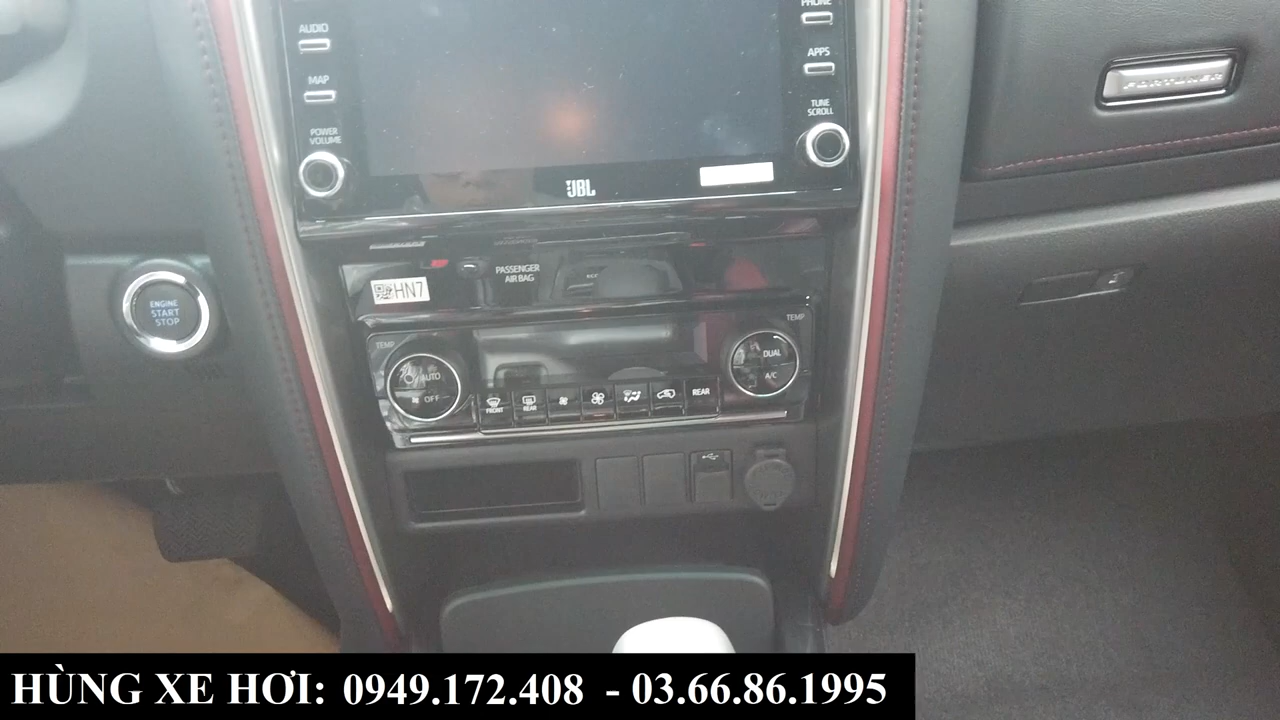 AUDIO
MAP
POWER
VOLUME
PHONE
APPS
TUNE
SCROLL
JBL
FORTUNER
ENGINE
START
STOP
HN7
PASSENGER
AIR BAG
TEMP
AUTO
OFF
FRONT
REAR
REAR
TEMP
DUAL
A/C
HÙNG XE HƠI: 0949.172.408 - 03.66.86.1995